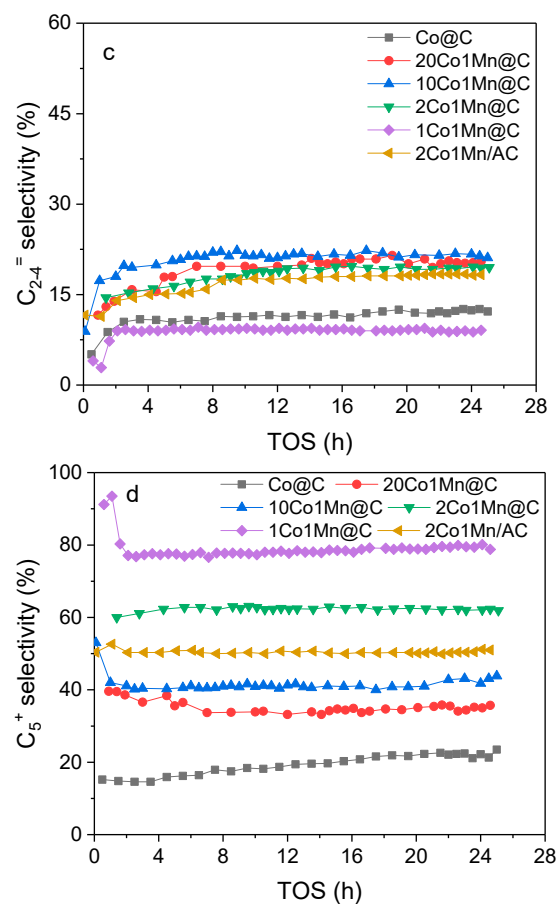 60
c
Co@C
20Co1Mn@C
10Co1Mn@C
2Co1Mn@C
1Co1Mn@C
2Co1Mn/AC
45
30
15
0
C2-4= selectivity (%)
0 4 8 12 16 20 24 28
TOS (h)
100
d
Co@C 20Co1Mn@C
10Co1Mn@C 2Co1Mn@C
1Co1Mn@C 2Co1Mn/AC
80
60
40
20
0
C5+ selectivity (%)
0 4 8 12 16 20 24 28
TOS (h)